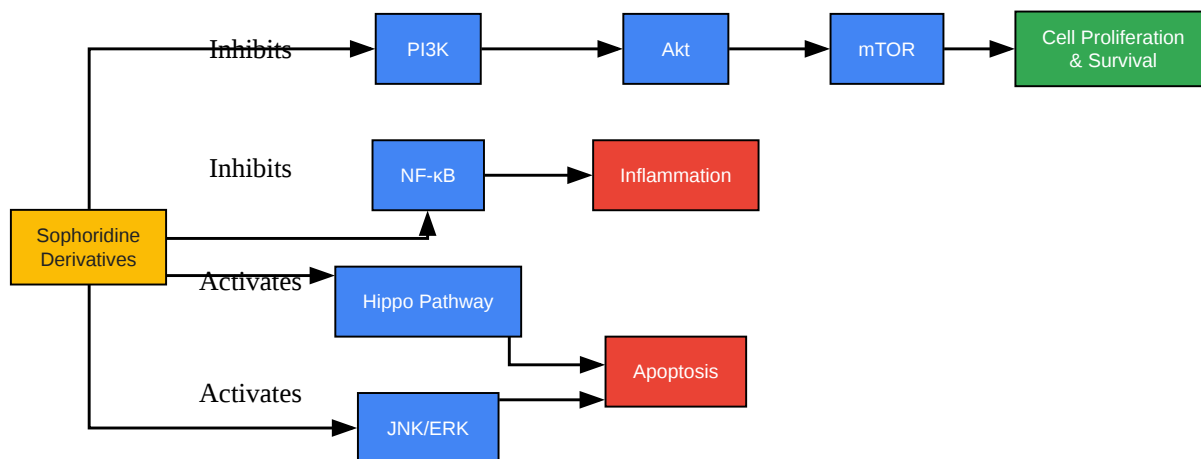 Inhibits
PI3K
Akt
mTOR
Cell Proliferation
& Survival
Inhibits
NF-κB
Inflammation
Sophoridine
Derivatives
Activates
Hippo Pathway
Apoptosis
Activates
JNK/ERK